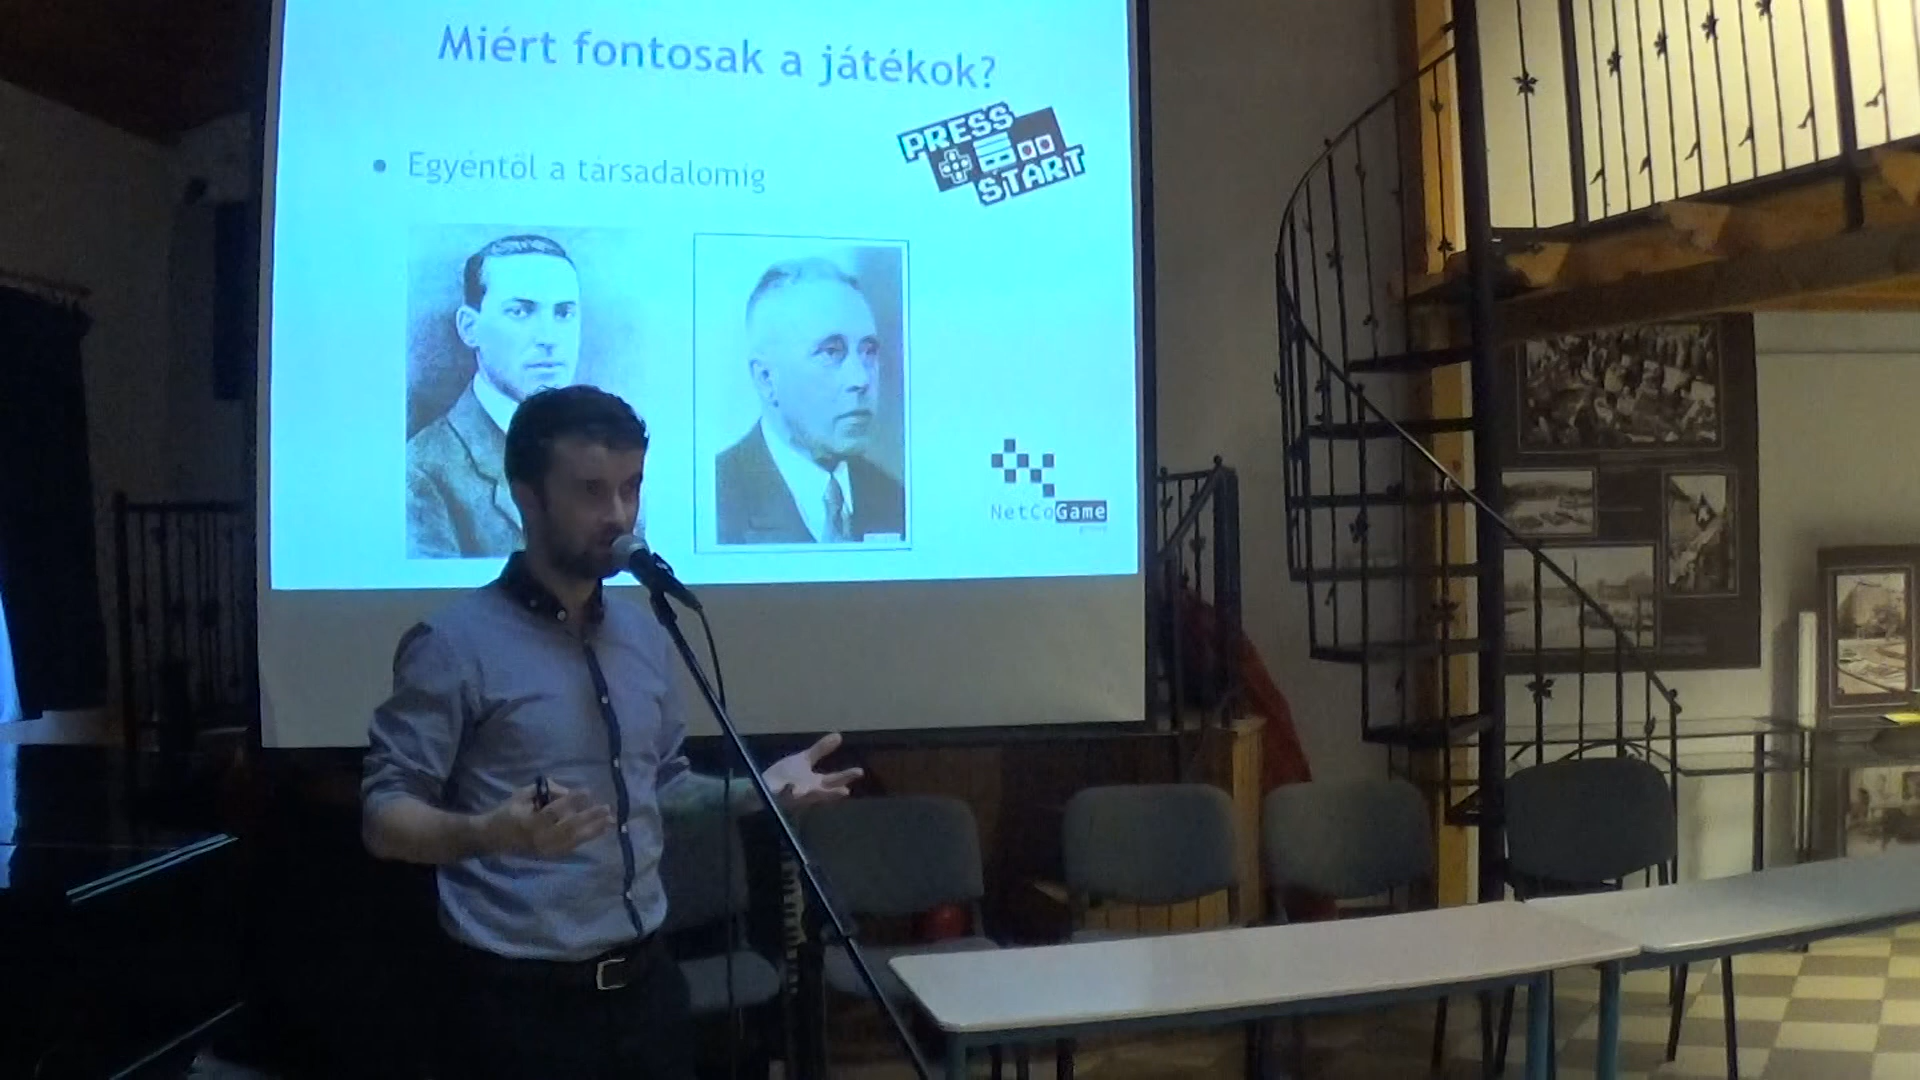 Miért fontosak a játékok?
PRESS
START
• Egyéntől a társadalomig
NetCoGame